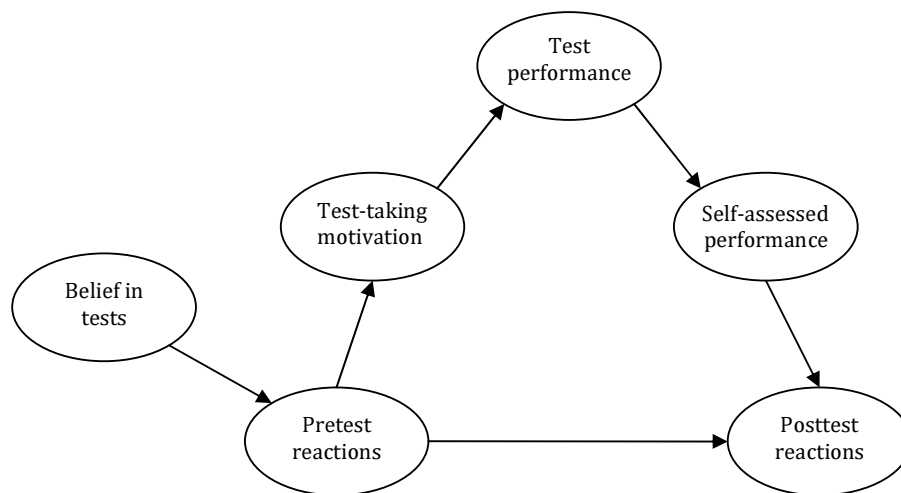 Test
performance
Test-taking
motivation
Self-assessed
performance
Belief in
tests
Pretest
reactions
Posttest
reactions